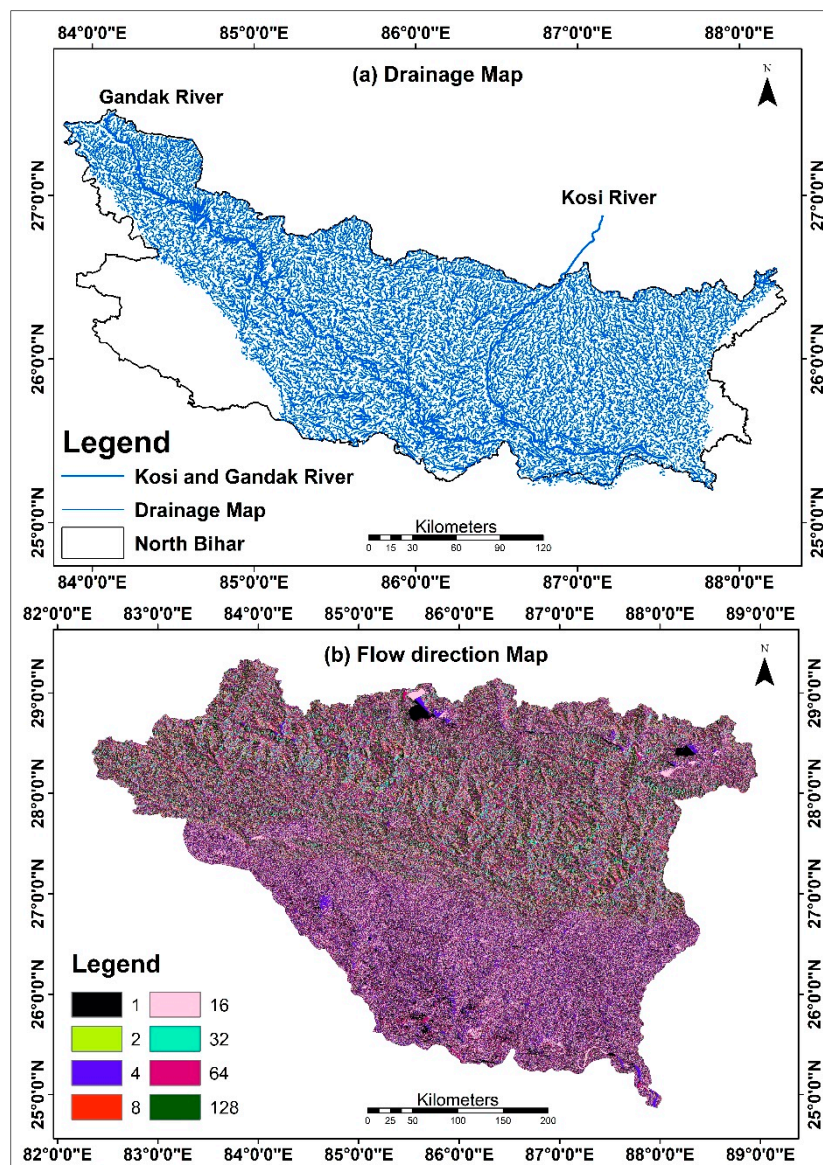 84°0'0"E 85°0'0"E 86°0'0"E 87°0'0"E 88°0'0"E
(a) Drainage Map
N
Gandak River
Kosi River
27°0'0"N 27°0'0"N
26°0'0"N 26°0'0"N
25°0'0"N 25°0'0"N
Legend
Kosi and Gandak River
Drainage Map
North Bihar
Kilometers
0 15 30 60 90 120
84°0'0"E 85°0'0"E 86°0'0"E 87°0'0"E 88°0'0"E
82°0'0"E 83°0'0"E 84°0'0"E 85°0'0"E 86°0'0"E 87°0'0"E 88°0'0"E 89°0'0"E
(b) Flow direction Map
N
29°0'0"N 29°0'0"N
28°0'0"N 28°0'0"N
27°0'0"N 27°0'0"N
26°0'0"N 26°0'0"N
25°0'0"N 25°0'0"N
Legend
1 16
2 32
4 64
8 128
Kilometers
0 25 50 100 150 200
82°0'0"E 83°0'0"E 84°0'0"E 85°0'0"E 86°0'0"E 87°0'0"E 88°0'0"E 89°0'0"E